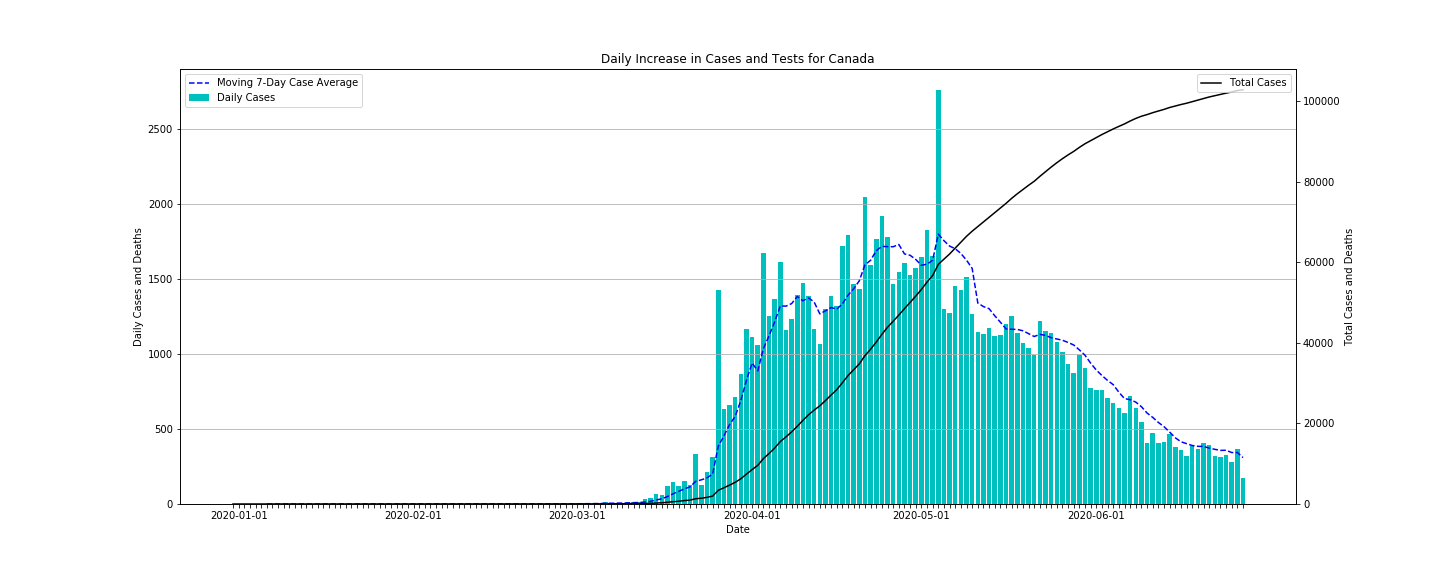 Daily Increase in Cases and Tests for Canada
Moving 7-Day Case Average
Daily Cases
Total Cases
2500
2000
1500
1000
500
0
Daily Cases and Deaths
100000
80000
60000
40000
20000
0
Total Cases and Deaths
2020-01-01 2020-02-01 2020-03-01 2020-04-01 2020-05-01 2020-06-01
Date